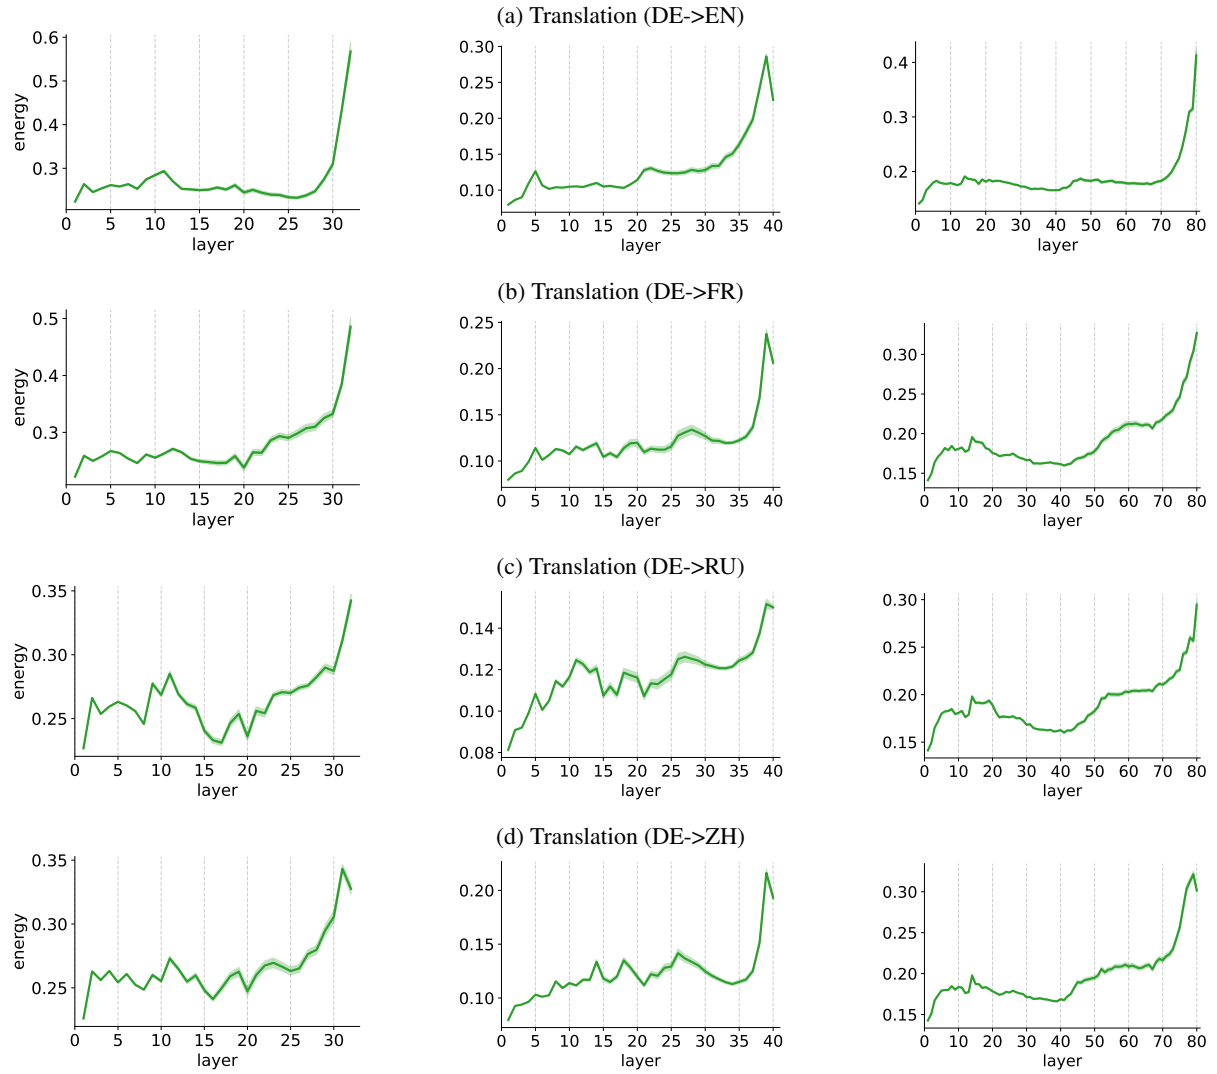 (a) Translation (DE->EN)
0.6
0.5
0.4
0.3
energy
0 5 10 15 20 25 30
layer
0.30
0.25
0.20
0.15
0.10
0 5 10 15 20 25 30 35 40
layer
0.4
0.3
0.2
0 10 20 30 40 50 60 70 80
layer
(b) Translation (DE->FR)
0.5
0.4
0.3
energy
0 5 10 15 20 25 30
layer
0.25
0.20
0.15
0.10
0 5 10 15 20 25 30 35 40
layer
0.30
0.25
0.20
0.15
0 10 20 30 40 50 60 70 80
layer
(c) Translation (DE->RU)
0.35
0.30
0.25
energy
0 5 10 15 20 25 30
layer
0.14
0.12
0.10
0.08
0 5 10 15 20 25 30 35 40
layer
0.30
0.25
0.20
0.15
0 10 20 30 40 50 60 70 80
layer
(d) Translation (DE->ZH)
0.35
0.30
0.25
energy
0 5 10 15 20 25 30
layer
0.20
0.15
0.10
0 5 10 15 20 25 30 35 40
layer
0.30
0.25
0.20
0.15
0 10 20 30 40 50 60 70 80
layer